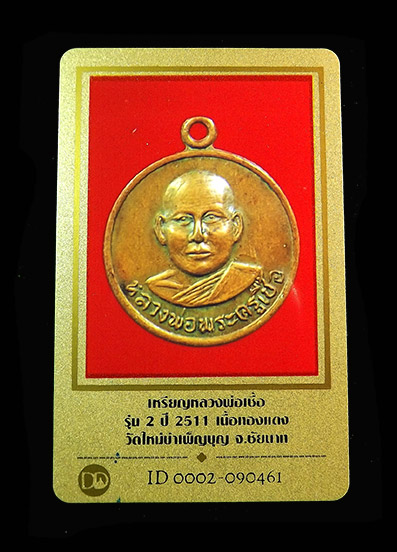 หลวงพ่อพระครูเชื้อ
เหรียญหลวงพ่อเชื้อ
รุ่น 2 ปี 2511 เนื้อทองแดง
วัดใหม่บำเพ็ญบุญ จ.ชัยนาท
ID 0002-090461